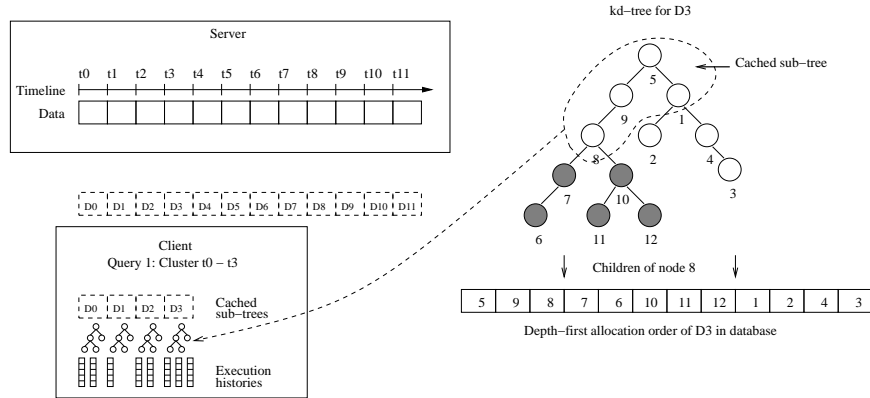 Server
t0 t1 t2 t3 t4 t5 t6 t7 t8 t9 t10 t11
Timeline
Data
D0 D1 D2 D3 D4 D5 D6 D7 D8 D9 D10 D11
Client
Query 1: Cluster t0 − t3
D0 D1 D2 D3
Cached
sub−trees
Execution
histories
kd−tree for D3
Cached sub−tree
5
9
1
8
2
4
3
7
10
6
11
12
Children of node 8
5 9 8 7 6 10 11 12 1 2 4 3
Depth−first allocation order of D3 in database